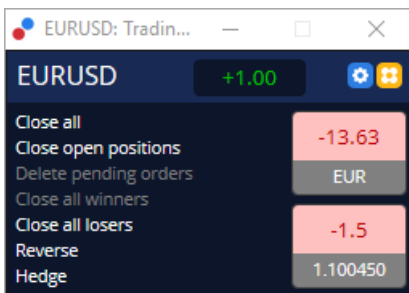 EURUSD: Tradin...
EURUSD +1.00
Close all
Close open positions
Delete pending orders
Close all winners
Close all losers
Reverse
Hedge
-13.63
EUR
-1.5
1.100450